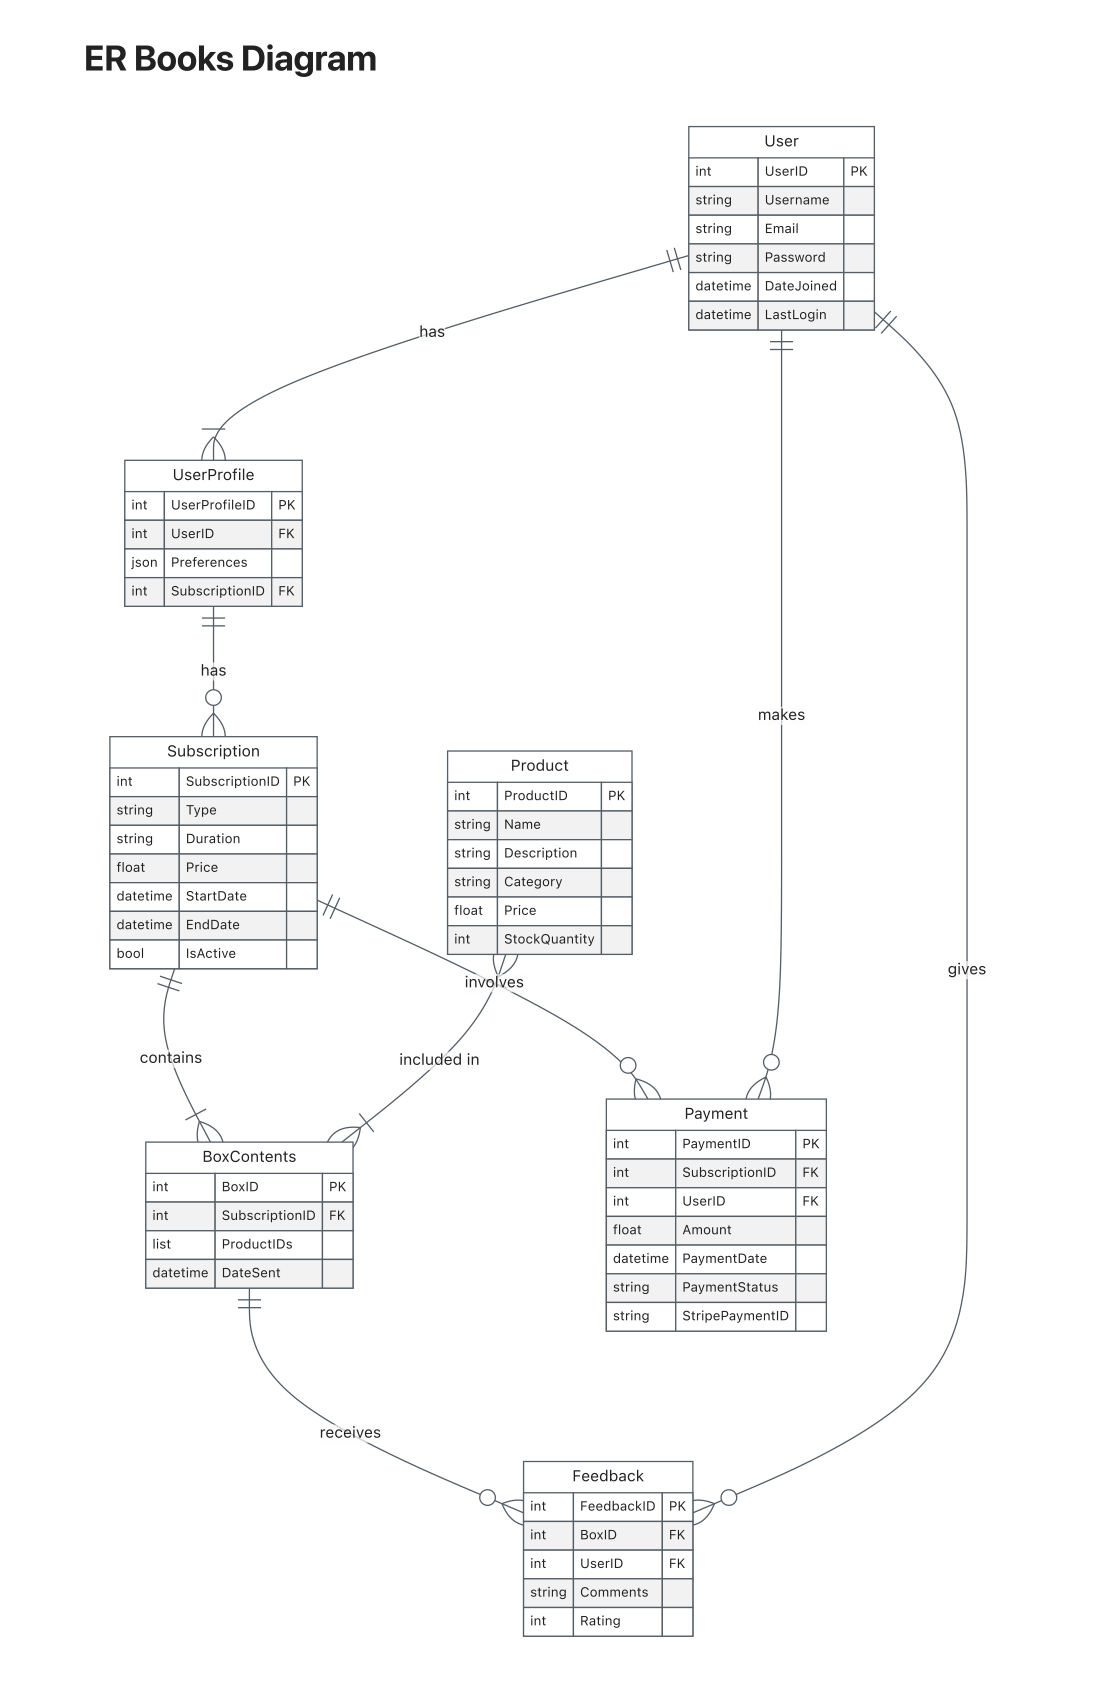 ER Books Diagram
User
int UserID PK
string Username
string Email
string Password
datetime DateJoined
datetime LastLogin
has
UserProfile
int UserProfileID PK
int UserID FK
json Preferences
int SubscriptionID FK
has
makes
Subscription
int SubscriptionID PK
string Type
string Duration
float Price
datetime StartDate
datetime EndDate
bool IsActive
Product
int ProductID PK
string Name
string Description
string Category
float Price
int StockQuantity
gives
involves
contains
included in
Payment
int PaymentID PK
int SubscriptionID FK
int UserID FK
float Amount
datetime PaymentDate
string PaymentStatus
string StripePaymentID
BoxContents
int BoxID PK
int SubscriptionID FK
list ProductIDs
datetime DateSent
receives
Feedback
int FeedbackID PK
int BoxID FK
int UserID FK
string Comments
int Rating